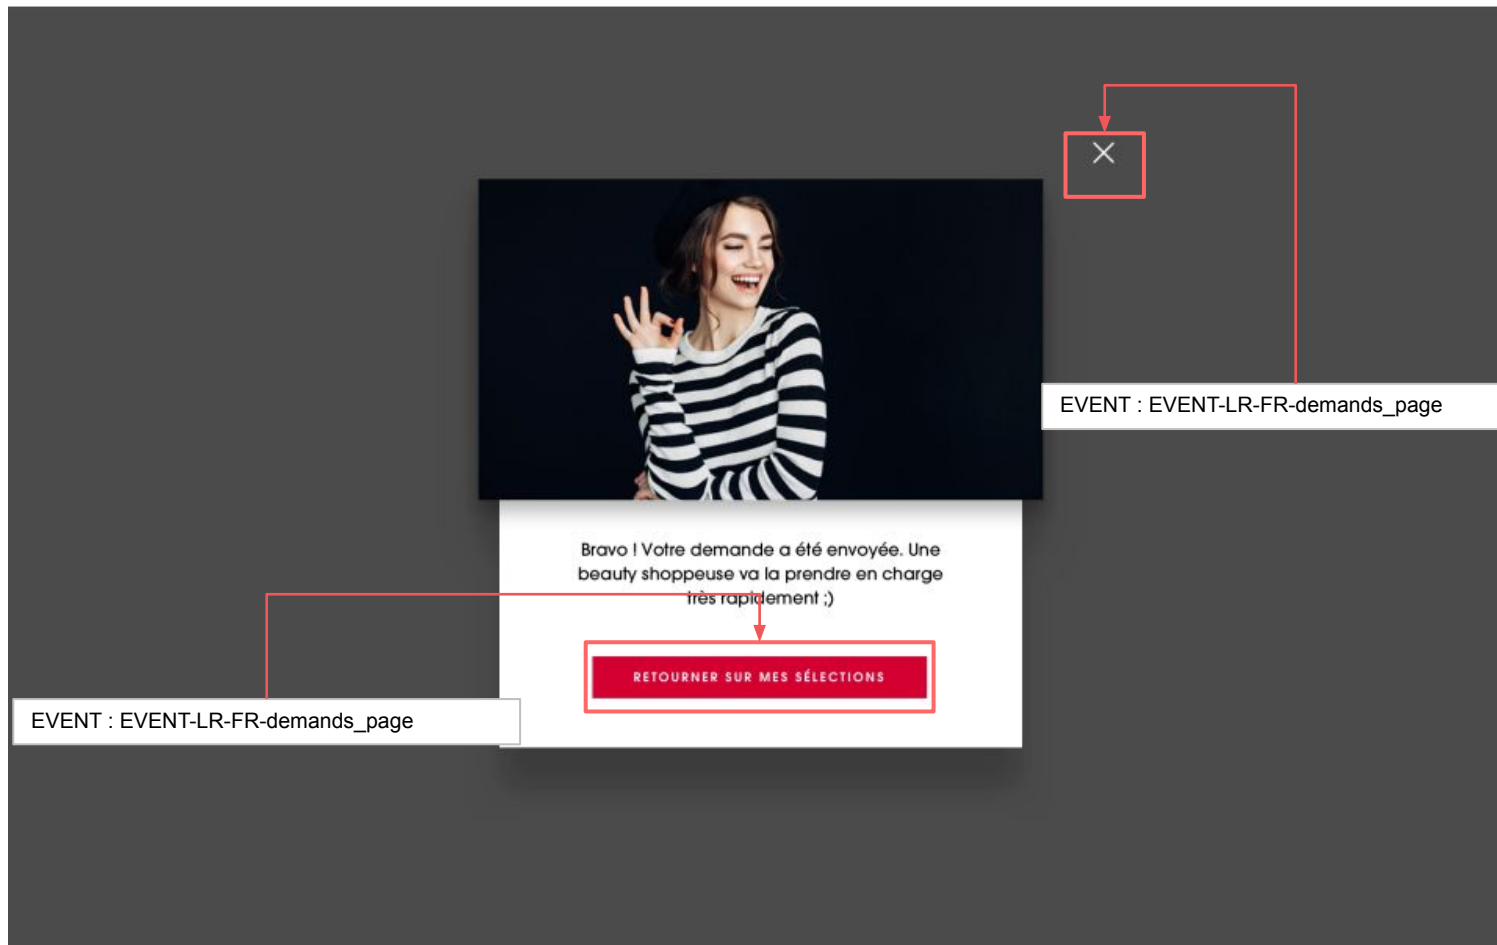 EVENT : EVENT-LR-FR-demands_page
Bravo ! Votre demande a été envoyée. Une
beauty shoppeuse va la prendre en charge
très rapidement ;)
RETOURNER SUR MES SÉLECTIONS
EVENT : EVENT-LR-FR-demands_page